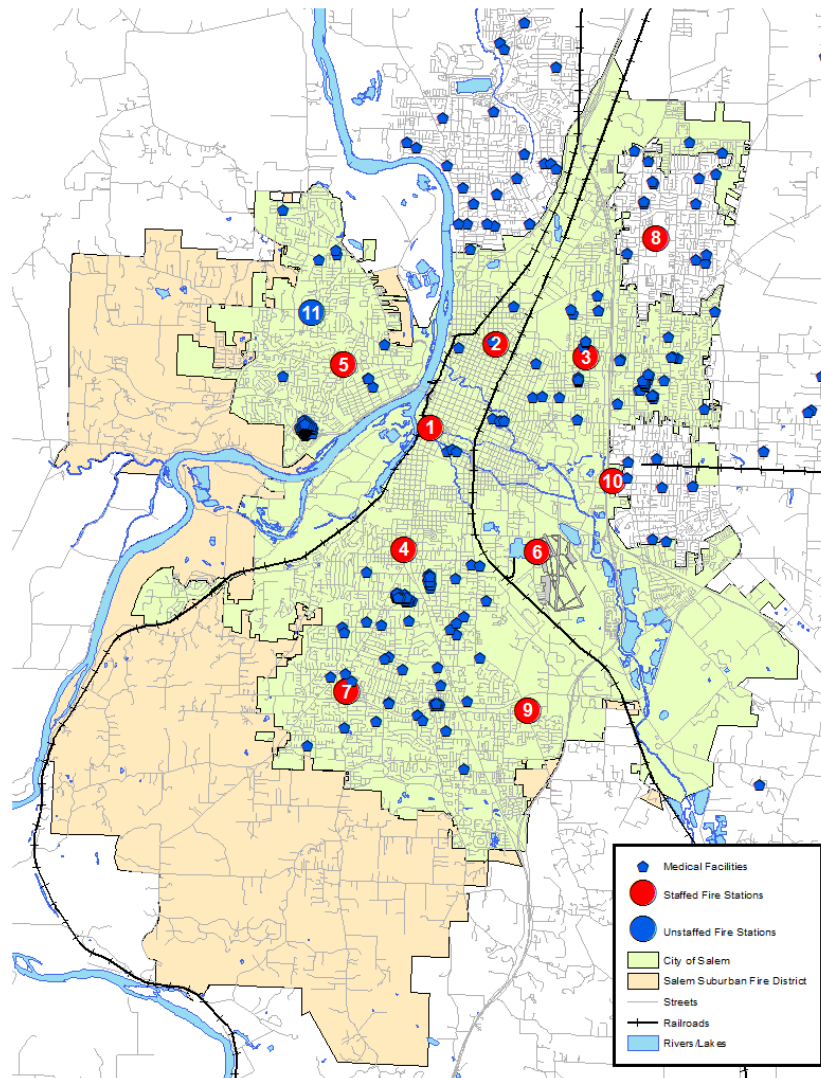 8
11
2
3
5
1
10
4
6
7
9
Medical Facilities
Staffed Fire Stations
Unstaffed Fire Stations
City of Salem
Salem Suburban Fire District
Streets
Railroads
Rivers/Lakes